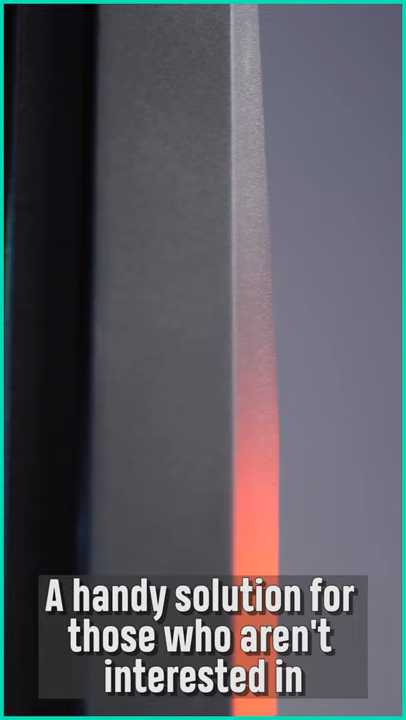 A handy solution for
those who aren't
interested in